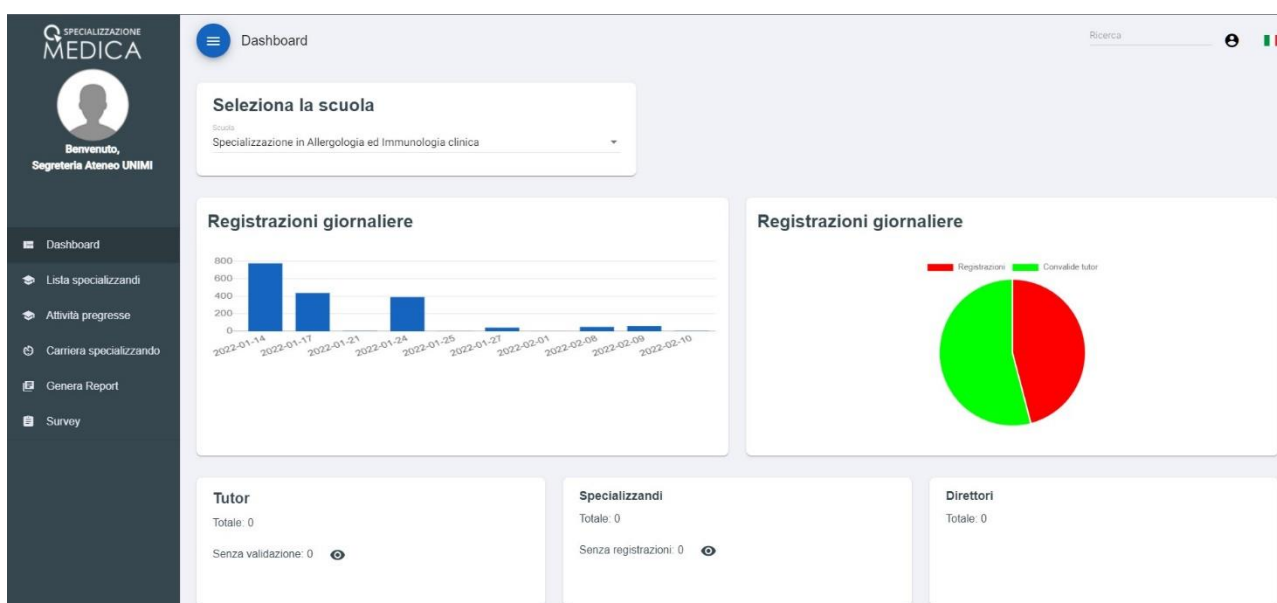 SPECIALIZZAZIONE
MEDICA
Benvenuto,
Segreteria Ateneo UNIMI
Dashboard
Lista specializzandi
Attività pregresse
Carriera specializzando
Genera Report
Survey
Dashboard
Ricerca
Seleziona la scuola
Scuola
Specializzazione in Allergologia ed Immunologia clinica
Registrazioni giornaliere
800
600
400
200
0
2022-01-14
2022-01-17
2022-01-21
2022-01-24
2022-01-25
2022-01-27
2022-02-01
2022-02-08
2022-02-09
2022-02-10
Registrazioni giornaliere
Registrazioni
Convalide tutor
Tutor
Totale: 0
Senza validazione: 0
Specializzandi
Totale: 0
Senza registrazioni: 0
Direttori
Totale: 0